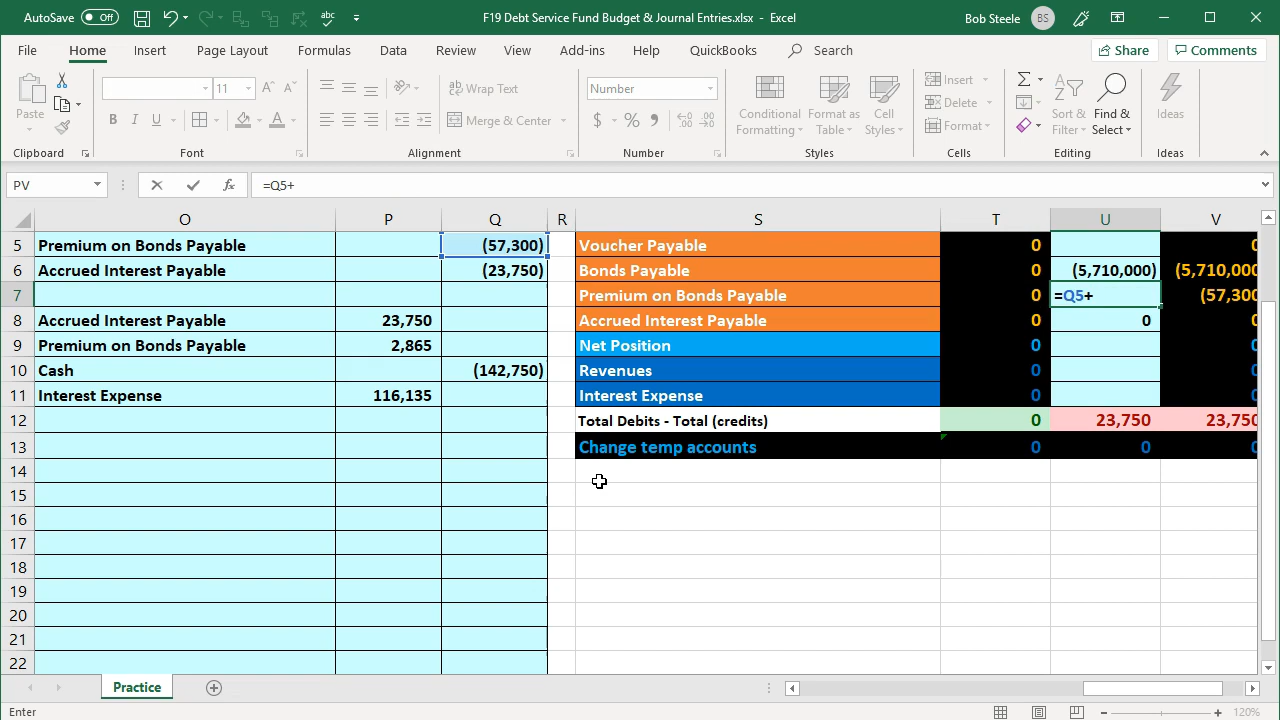 AutoSave Off F19 Debt Service Fund Budget & Journal Entries.xlsx - Excel Bob Steele BS
File Home Insert Page Layout Formulas Data Review View Add-ins Help QuickBooks Search Share Comments
Paste 11 B I U ab Wrap Text Merge & Center Number $ % Conditional Formatting Format as Table Cell Styles Insert Delete Format Sort & Filter Find & Select Ideas
Clipboard Font Alignment Number Styles Cells Editing Ideas
PV fx =Q5+
O P Q R S T U V
5 Premium on Bonds Payable (57,300) Voucher Payable 0 0
6 Accrued Interest Payable (23,750) Bonds Payable 0 (5,710,000) (5,710,000
7 Premium on Bonds Payable 0 =Q5+ (57,300
8 Accrued Interest Payable 23,750 Accrued Interest Payable 0 0 0
9 Premium on Bonds Payable 2,865 Net Position 0 0
10 Cash (142,750) Revenues 0 0
11 Interest Expense 116,135 Interest Expense 0 0
12 Total Debits - Total (credits) 0 23,750 23,750
13 Change temp accounts 0 0 0
14
15
16
17
18
19
20
21
22
Practice
Enter 120%